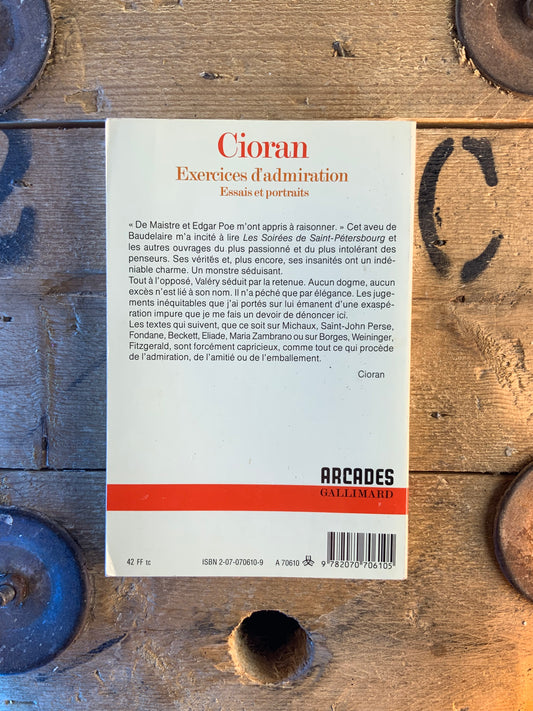 Cioran
Exercices d'admiration
Essais et portraits
« De Maistre et Edgar Poe m'ont appris à raisonner. » Cet aveu de
Baudelaire m'a incité à lire Les Soirées de Saint-Pétersbourg et
les autres ouvrages du plus passionné et du plus intolérant des
penseurs. Ses vérités et, plus encore, ses insanités ont un indé-
niable charme. Un monstre séduisant.
Tout à l'opposé, Valéry séduit par la retenue. Aucun dogme, aucun
excès n'est lié à son nom. Il n'a péché que par élégance. Les juge-
ments inéquitables que j'ai portés sur lui émanent d'une exaspé-
ration impure que je me fais un devoir de dénoncer ici.
Les textes qui suivent, que ce soit sur Michaux, Saint-John Perse,
Fondane, Beckett, Eliade, Maria Zambrano ou sur Borges, Weininger,
Fitzgerald, sont forcément capricieux, comme tout ce qui procède
de l'admiration, de l'amitié ou de l'emballement.
Cioran
ARCADES
GALLIMARD
42 FF tc ISBN 2-07-070610-9 A 70610
9 782070 706105
C